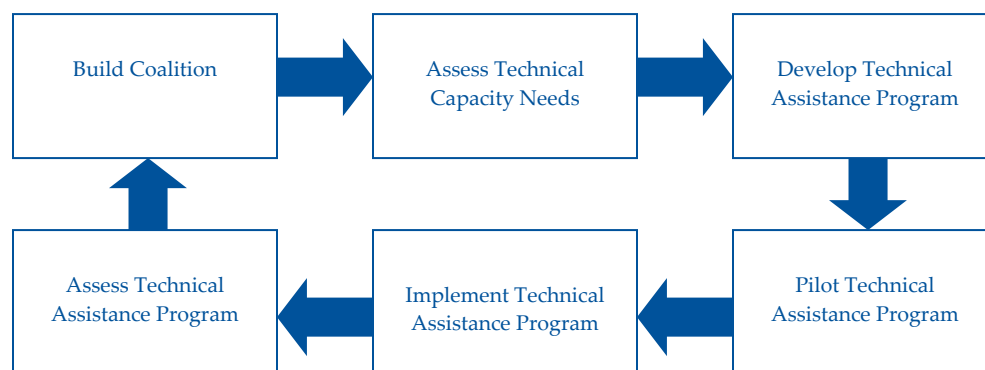 Build Coalition
Assess Technical
Capacity Needs
Develop Technical
Assistance Program
Assess Technical
Assistance Program
Implement Technical
Assistance Program
Pilot Technical
Assistance Program